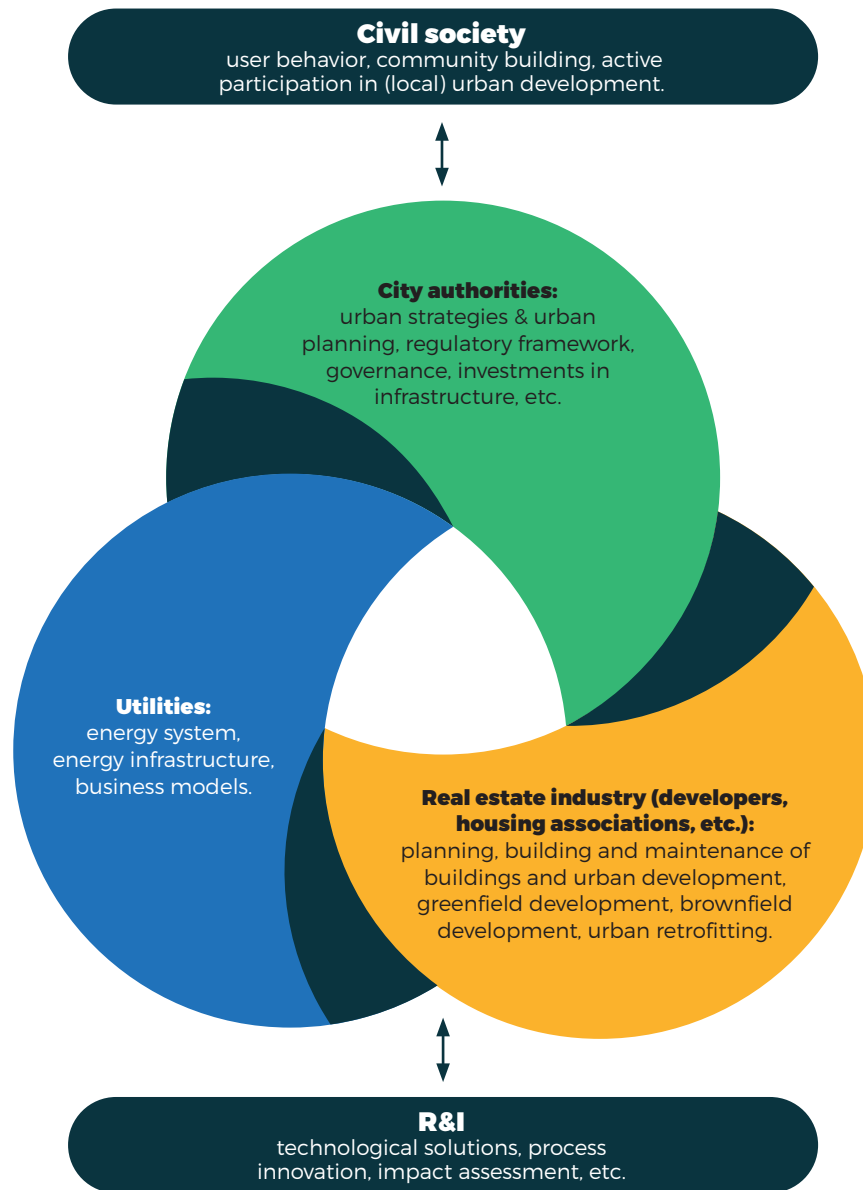 Civil society
user behavior, community building, active
participation in (local) urban development.
City authorities:
urban strategies & urban
planning, regulatory framework,
governance, investments in
infrastructure, etc.
Utilities:
energy system,
energy infrastructure,
business models.
Real estate industry (developers,
housing associations, etc.):
planning, building and maintenance of
buildings and urban development,
greenfield development, brownfield
development, urban retrofitting.
R&I
technological solutions, process
innovation, impact assessment, etc.